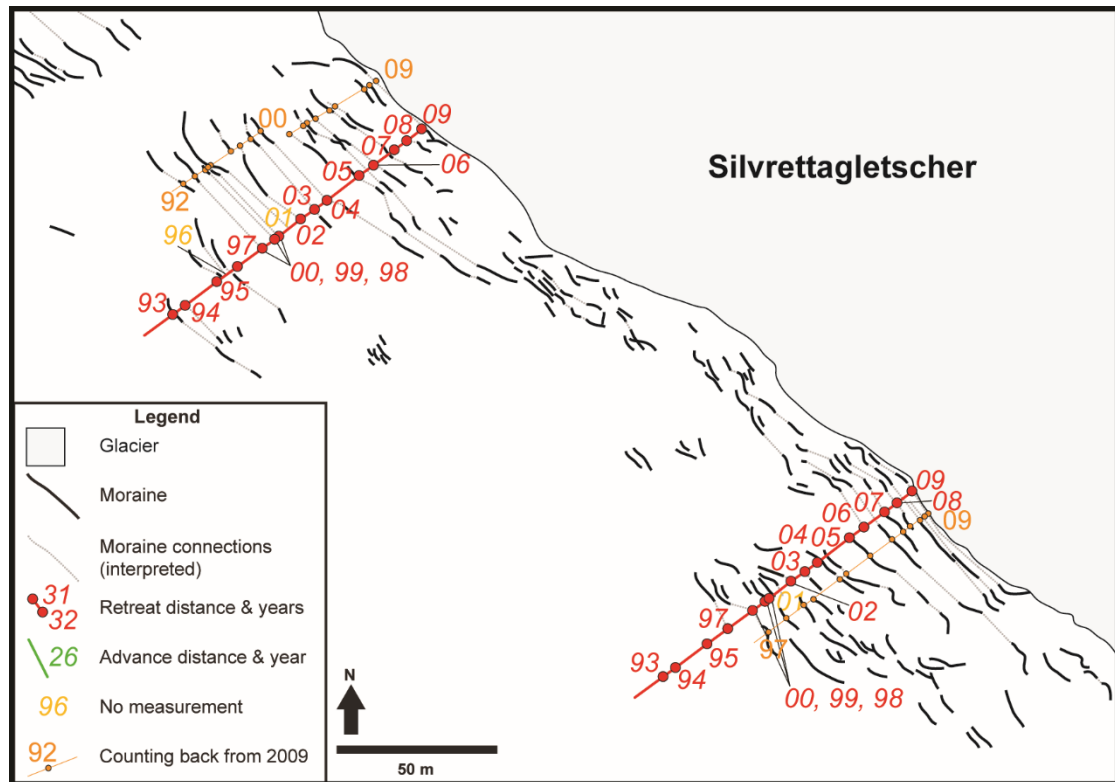 09
00
08
09
07
06
05
92
03
04
01
02
96
97
00, 99, 98
95
93
94
Silvrettagletscher
09
08
07
06
09
04
05
03
01
02
97
97
95
93
94
00, 99, 98
Legend
Glacier
Moraine
Moraine connections
(interpreted)
31
32
Retreat distance & years
26
Advance distance & year
96
No measurement
92
Counting back from 2009
N
50 m